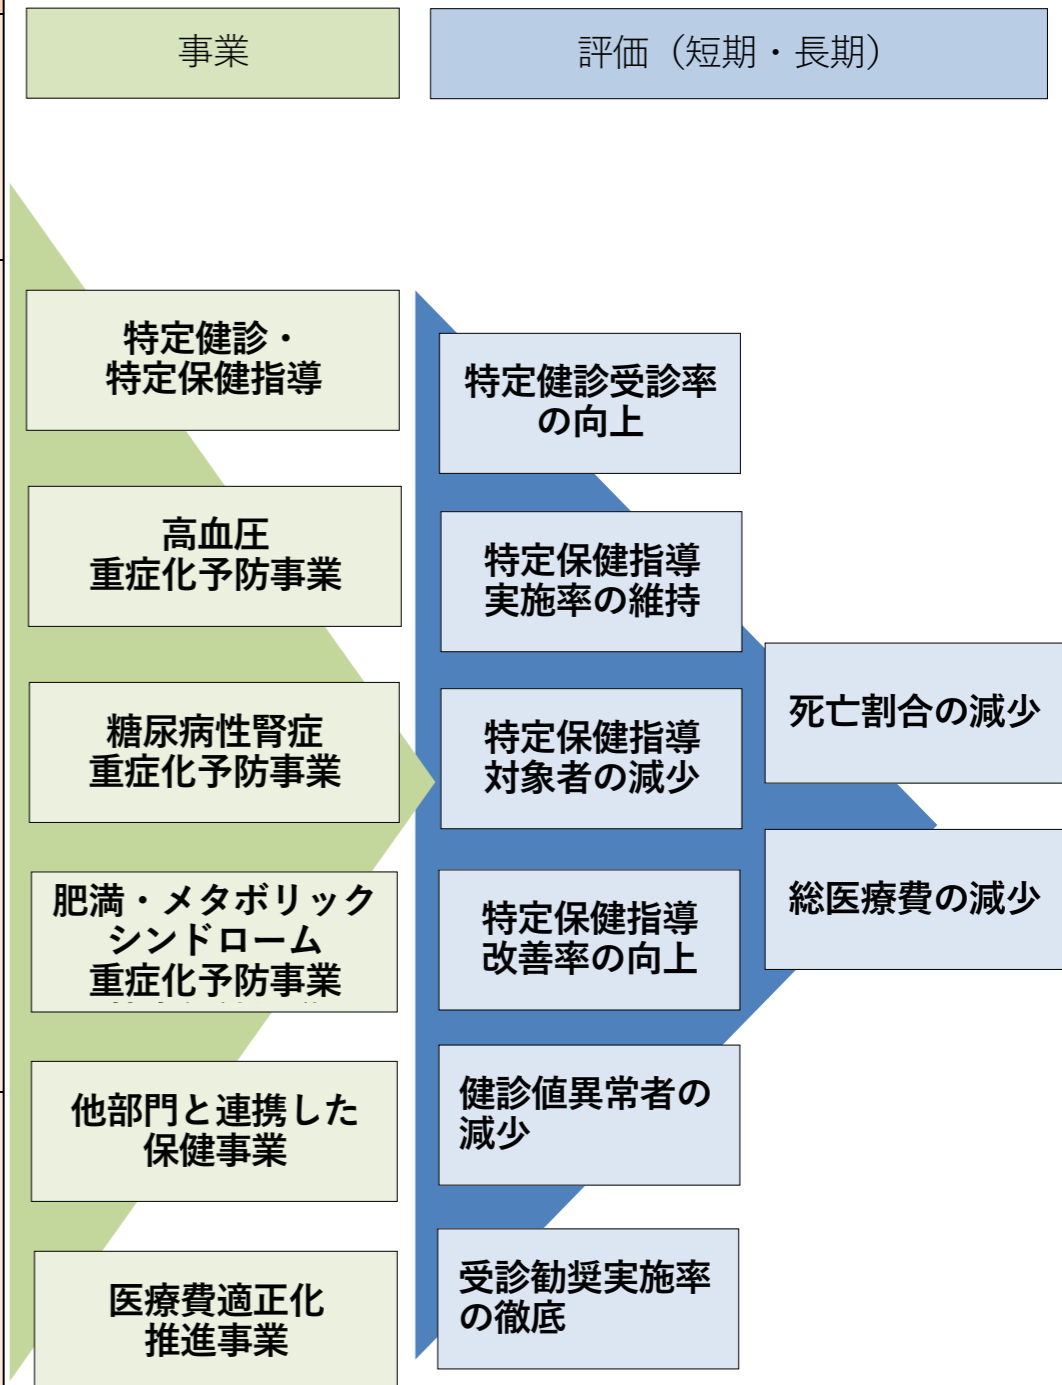 事業
評価（短期・長期）
特定健診・
特定保健指導
高血圧
重症化予防事業
糖尿病性腎症
重症化予防事業
肥満・メタボリック
シンドローム
重症化予防事業
他部門と連携した
保健事業
医療費適正化
推進事業
特定健診受診率
の向上
特定保健指導
実施率の維持
特定保健指導
対象者の減少
特定保健指導
改善率の向上
健診値異常者の
減少
受診勧奨実施率
の徹底
死亡割合の減少
総医療費の減少